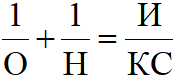 1/О + 1/Н = И/КС